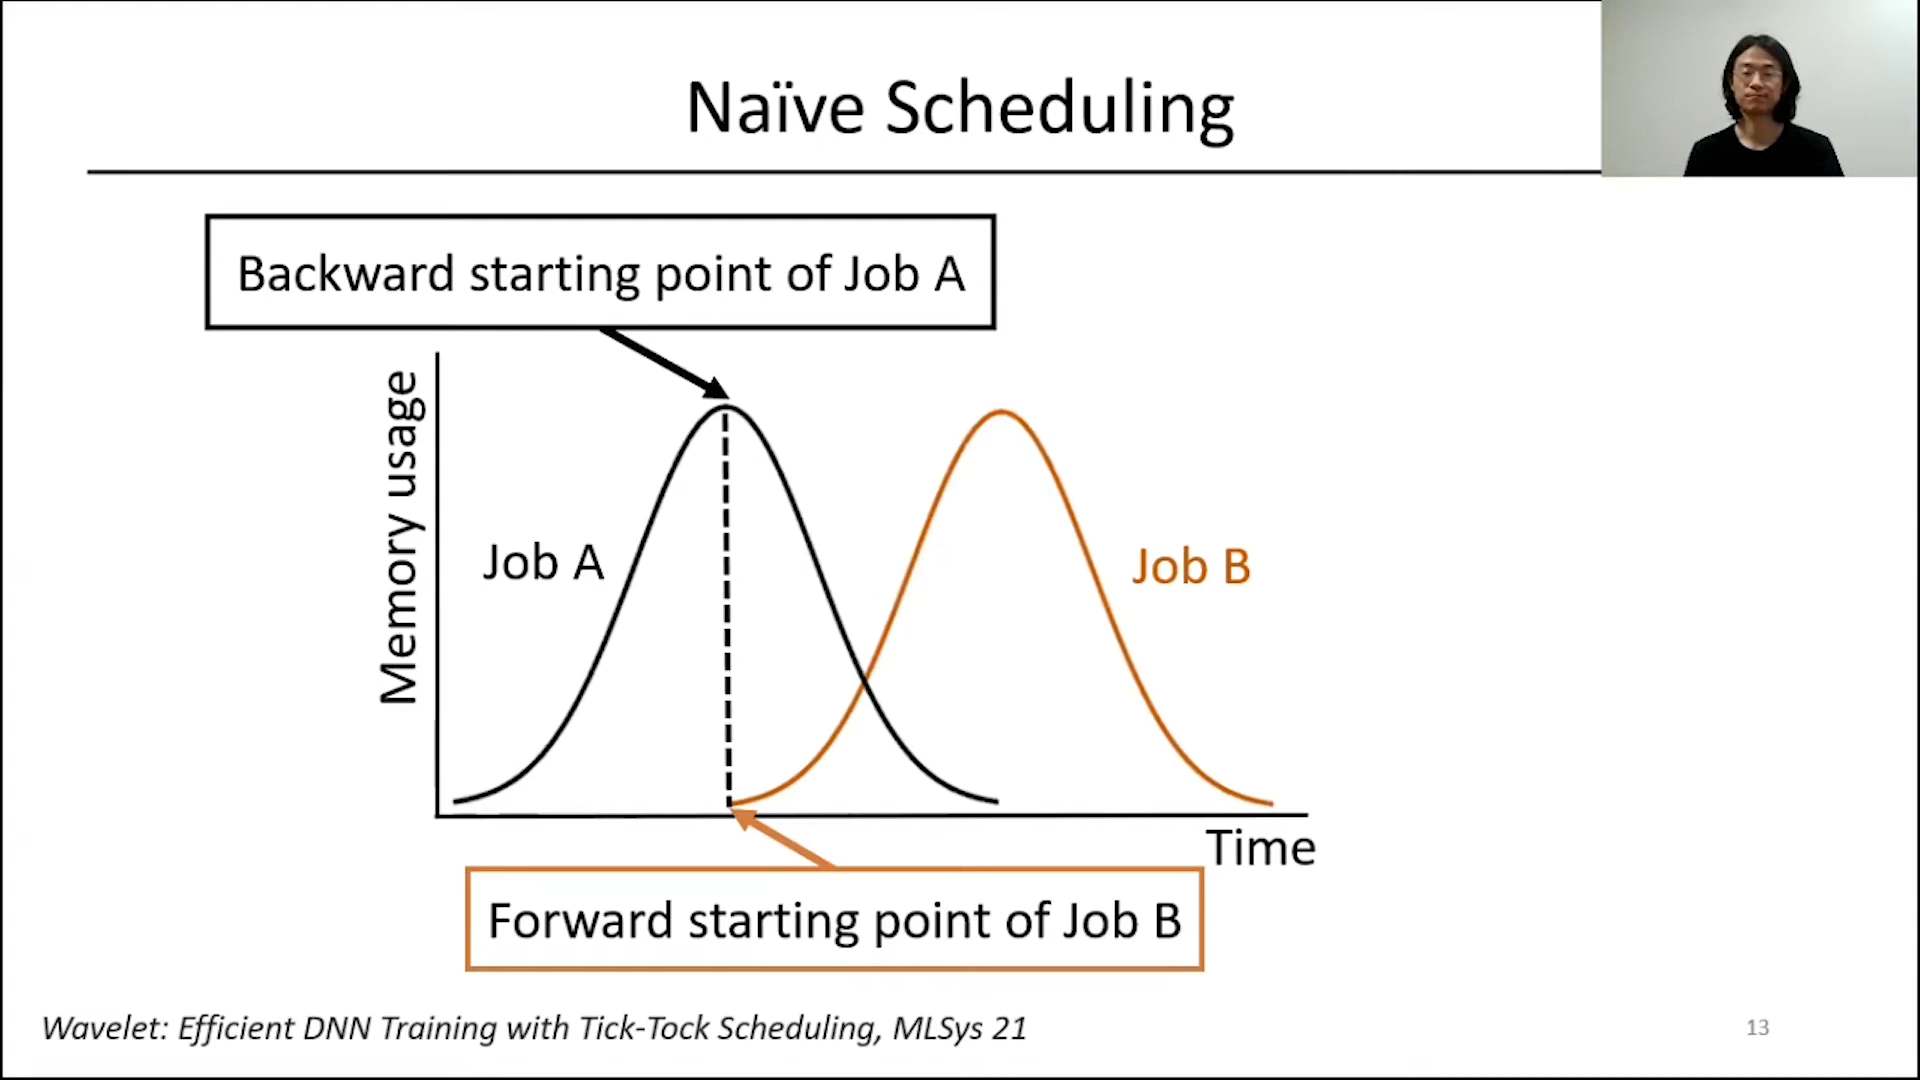 Naïve Scheduling
Backward starting point of Job A
Memory usage
Job A
Job B
Time
Forward starting point of Job B
Wavelet: Efficient DNN Training with Tick-Tock Scheduling, MLSys 21
13